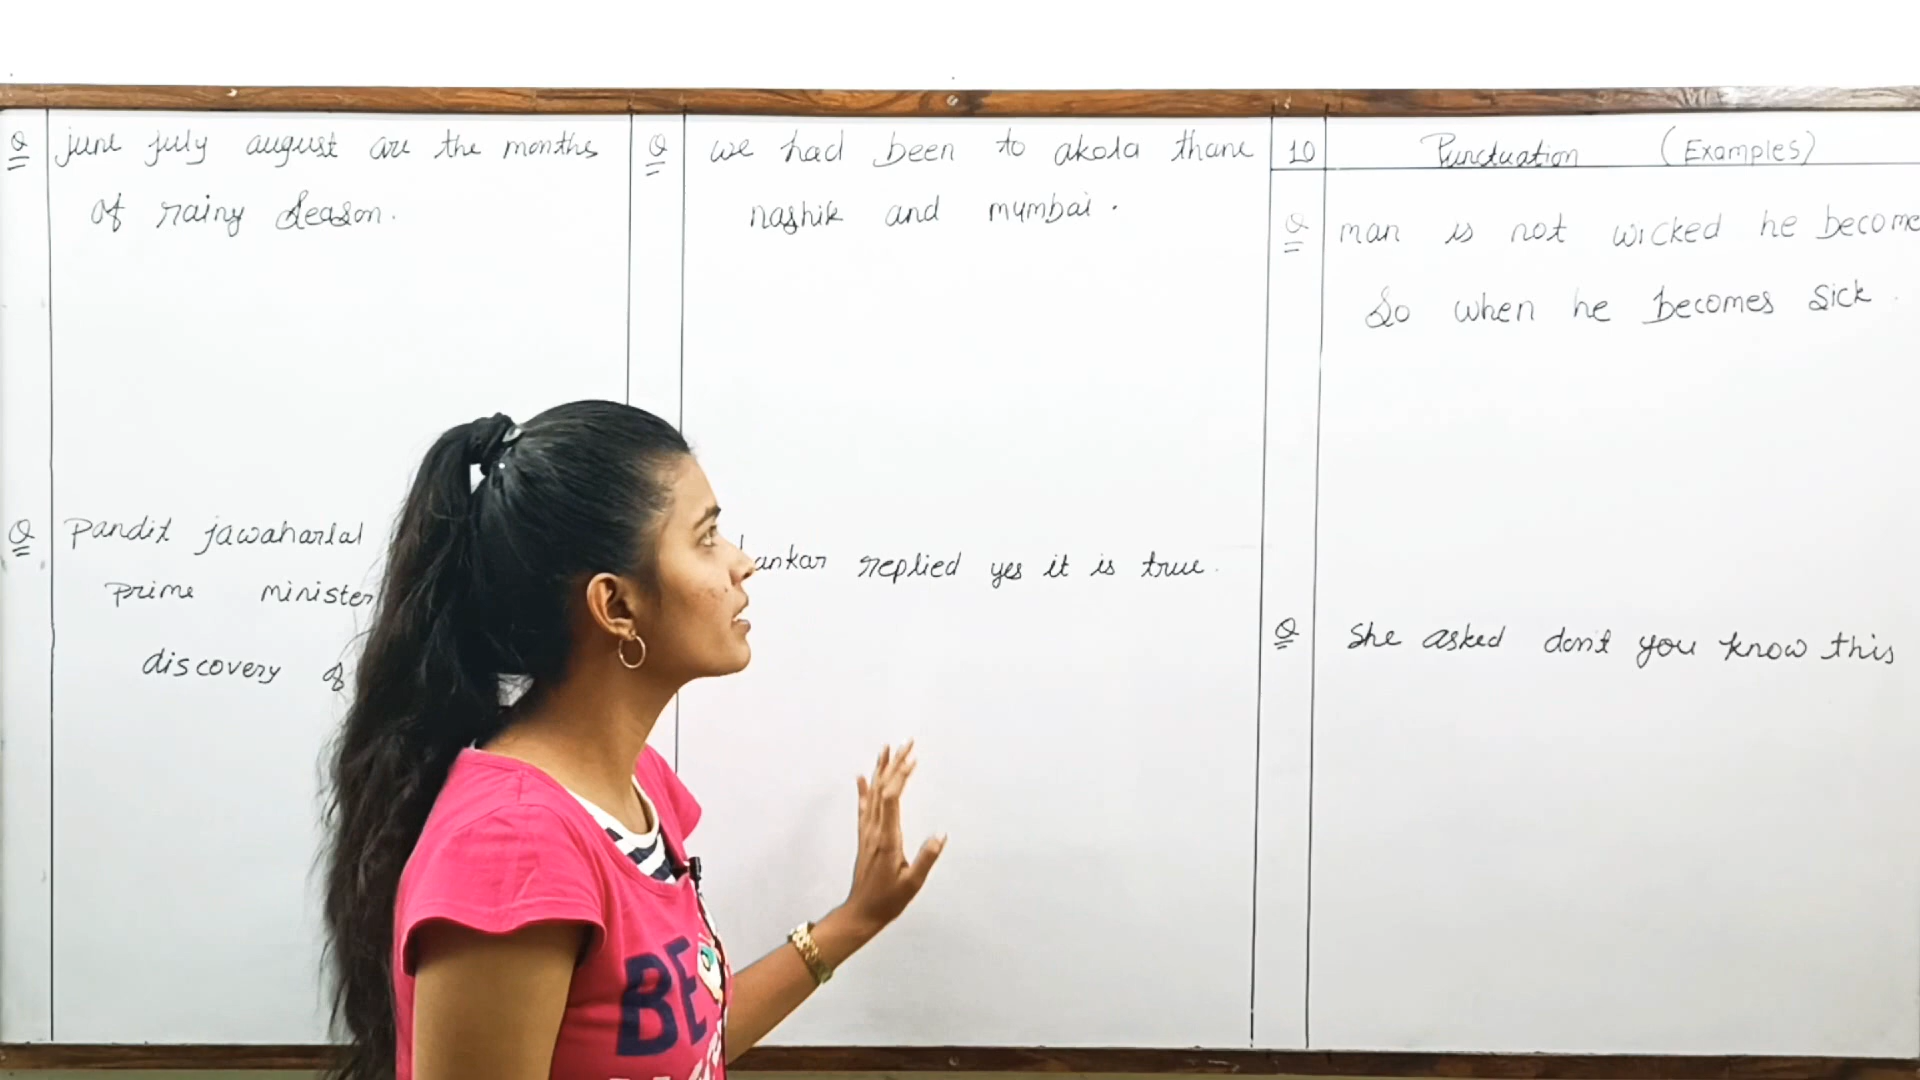 Q june july august are the months
of rainy season.
Q Pandit jawaharlal
prime minister
discovery of
Q we had been to akola thane
nashik and mumbai.
replied yes it is true.
10 Punctuation (Examples)
Q man is not wicked he become
So when he becomes sick.
Q She asked don't you know this
BE